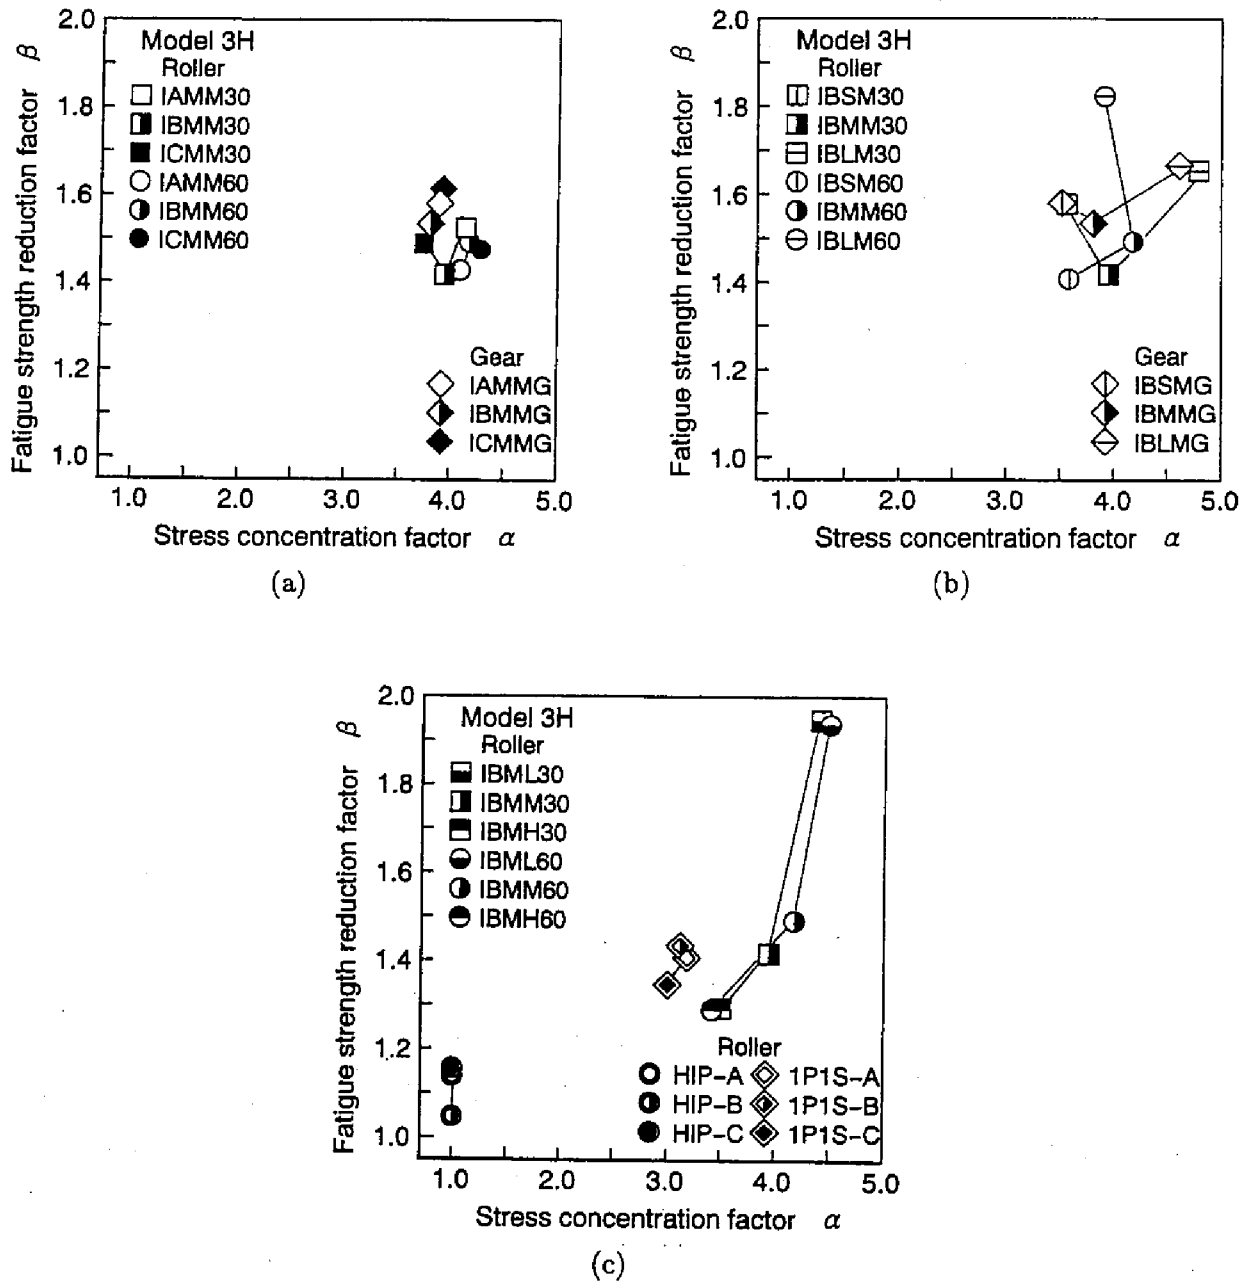 2.0
1.8
1.6
1.4
1.2
1.0
Fatigue strength reduction factor β
Model 3H
Roller
IAMM30
IBMM30
ICMM30
IAMM60
IBMM60
ICMM60
Gear
IAMMG
IBMMG
ICMMG
1.0 2.0 3.0 4.0 5.0
Stress concentration factor α
(a)
2.0
1.8
1.6
1.4
1.2
1.0
Fatigue strength reduction factor β
Model 3H
Roller
IBSM30
IBMM30
IBLM30
IBSM60
IBMM60
IBLM60
Gear
IBSMG
IBMMG
IBLMG
1.0 2.0 3.0 4.0 5.0
Stress concentration factor α
(b)
2.0
1.8
1.6
1.4
1.2
1.0
Fatigue strength reduction factor β
Model 3H
Roller
IBML30
IBMM30
IBMH30
IBML60
IBMM60
IBMH60
Roller
HIP-A 1P1S-A
HIP-B 1P1S-B
HIP-C 1P1S-C
1.0 2.0 3.0 4.0 5.0
Stress concentration factor α
(c)